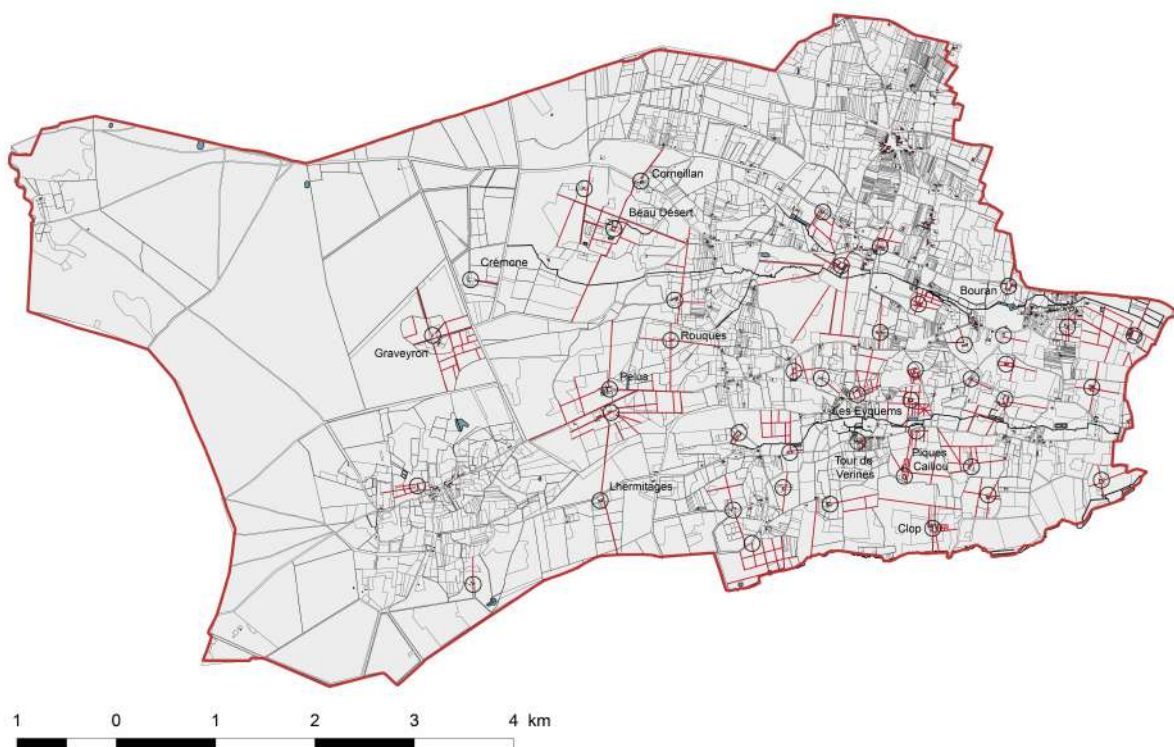 Corneillan
Beau Désert
Crémone
Bouran
Graveyron
Rouques
Pelus
Les Eyquems
Tour de
Verines
Piques
Caillou
Lhermitages
Clop
1 0 1 2 3 4 km